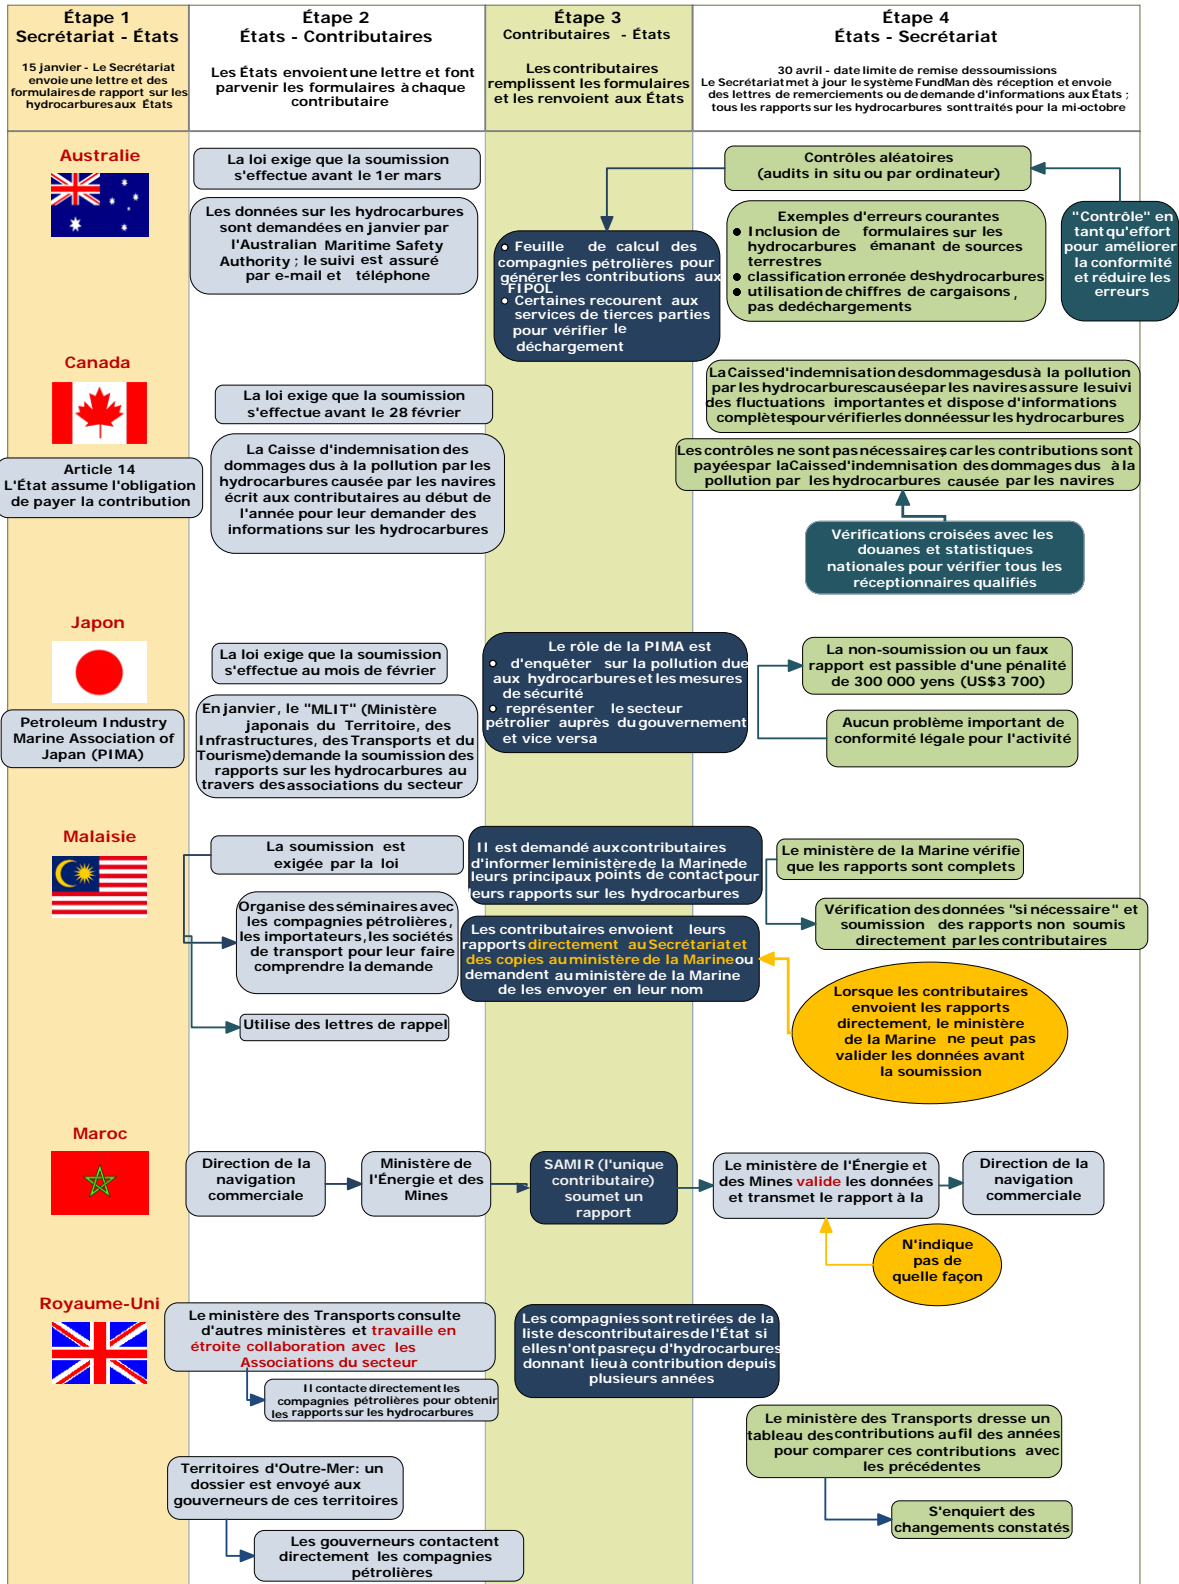 Étape 1
Secrétariat - États
15 janvier - Le Secrétariat
envoie une lettre et des
formulaires de rapport sur les
hydrocarbures aux États
Étape 2
États - Contributaires
Les États envoient une lettre et font
parvenir les formulaires à chaque
contributaire
Étape 3
Contributaires - États
Les contributaires
remplissent les formulaires
et les renvoient aux États
Étape 4
États - Secrétariat
30 avril - date limite de remise des soumissions
Le Secrétariat met à jour le système FundMan dès réception et envoie
des lettres de remerciements ou de demande d'informations aux États ;
tous les rapports sur les hydrocarbures sont traités pour la mi-octobre
Australie
La loi exige que la soumission
s'effectue avant le 1er mars
Les données sur les hydrocarbures
sont demandées en janvier par
l'Australian Maritime Safety
Authority ; le suivi est assuré
par e-mail et téléphone
• Feuille de calcul des
compagnies pétrolières pour
générer les contributions aux
FIPOL
• Certaines recourent aux
services de tierces parties
pour vérifier le
déchargement
Contrôles aléatoires
(audits in situ ou par ordinateur)
Exemples d'erreurs courantes
• Inclusion de formulaires sur les
hydrocarbures émanant de sources
terrestres
• classification erronée des hydrocarbures
• utilisation de chiffres de cargaisons,
pas de déchargements
"Contrôle" en
tant qu'effort
pour améliorer
la conformité
et réduire les
erreurs
Canada
Article 14
L'État assume l'obligation
de payer la contribution
La loi exige que la soumission
s'effectue avant le 28 février
La Caisse d'indemnisation des
dommages dus à la pollution par les
hydrocarbures causée par les navires
écrit aux contributaires au début de
l'année pour leur demander des
informations sur les hydrocarbures
La Caisse d'indemnisation des dommages dus à la pollution
par les hydrocarbures causée par les navires assure le suivi
des fluctuations importantes et dispose d'informations
complètes pour vérifier les données sur les hydrocarbures
Les contrôles ne sont pas nécessaires, car les contributions sont
payées par la Caisse d'indemnisation des dommages dus à la
pollution par les hydrocarbures causée par les navires
Vérifications croisées avec les
douanes et statistiques
nationales pour vérifier tous les
réceptionnaires qualifiés
Japon
Petroleum Industry
Marine Association of
Japan (PIMA)
La loi exige que la soumission
s'effectue au mois de février
En janvier, le "MLIT" (Ministère
japonais du Territoire, des
Infrastructures, des Transports et du
Tourisme) demande la soumission des
rapports sur les hydrocarbures au
travers des associations du secteur
Le rôle de la PIMA est
• d'enquêter sur la pollution due
aux hydrocarbures et les mesures
de sécurité
• représenter le secteur
pétrolier auprès du gouvernement
et vice versa
La non-soumission ou un faux
rapport est passible d'une pénalité
de 300 000 yens (US$3 700)
Aucun problème important de
conformité légale pour l'activité
Malaisie
La soumission est
exigée par la loi
Organise des séminaires avec
les compagnies pétrolières,
les importateurs, les sociétés
de transport pour leur faire
comprendre la demande
Utilise des lettres de rappel
Il est demandé aux contributaires
d'informer le ministère de la Marine de
leurs principaux points de contact pour
leurs rapports sur les hydrocarbures
Les contributaires envoient leurs
rapports directement au Secrétariat et
des copies au ministère de la Marine ou
demandent au ministère de la Marine
de les envoyer en leur nom
Le ministère de la Marine vérifie
que les rapports sont complets
Vérification des données "si nécessaire" et
soumission des rapports non soumis
directement par les contributaires
Lorsque les contributaires
envoient les rapports
directement, le ministère
de la Marine ne peut pas
valider les données avant
la soumission
Maroc
Direction de la
navigation
commerciale
Ministère de
l'Énergie et des
Mines
SAMIR (l'unique
contributaire)
soumet un
rapport
Le ministère de l'Énergie et
des Mines valide les données
et transmet le rapport à la
Direction de la
navigation
commerciale
N'indique
pas de
quelle façon
Royaume-Uni
Le ministère des Transports consulte
d'autres ministères et travaille en
étroite collaboration avec les
Associations du secteur
Il contacte directement les
compagnies pétrolières pour obtenir
les rapports sur les hydrocarbures
Territoires d'Outre-Mer: un
dossier est envoyé aux
gouverneurs de ces territoires
Les gouverneurs contactent
directement les compagnies
pétrolières
Les compagnies sont retirées de la
liste des contributaires de l'État si
elles n'ont pas reçu d'hydrocarbures
donnant lieu à contribution depuis
plusieurs années
Le ministère des Transports dresse un
tableau des contributions au fil des années
pour comparer ces contributions avec
les précédentes
S'enquiert des
changements constatés